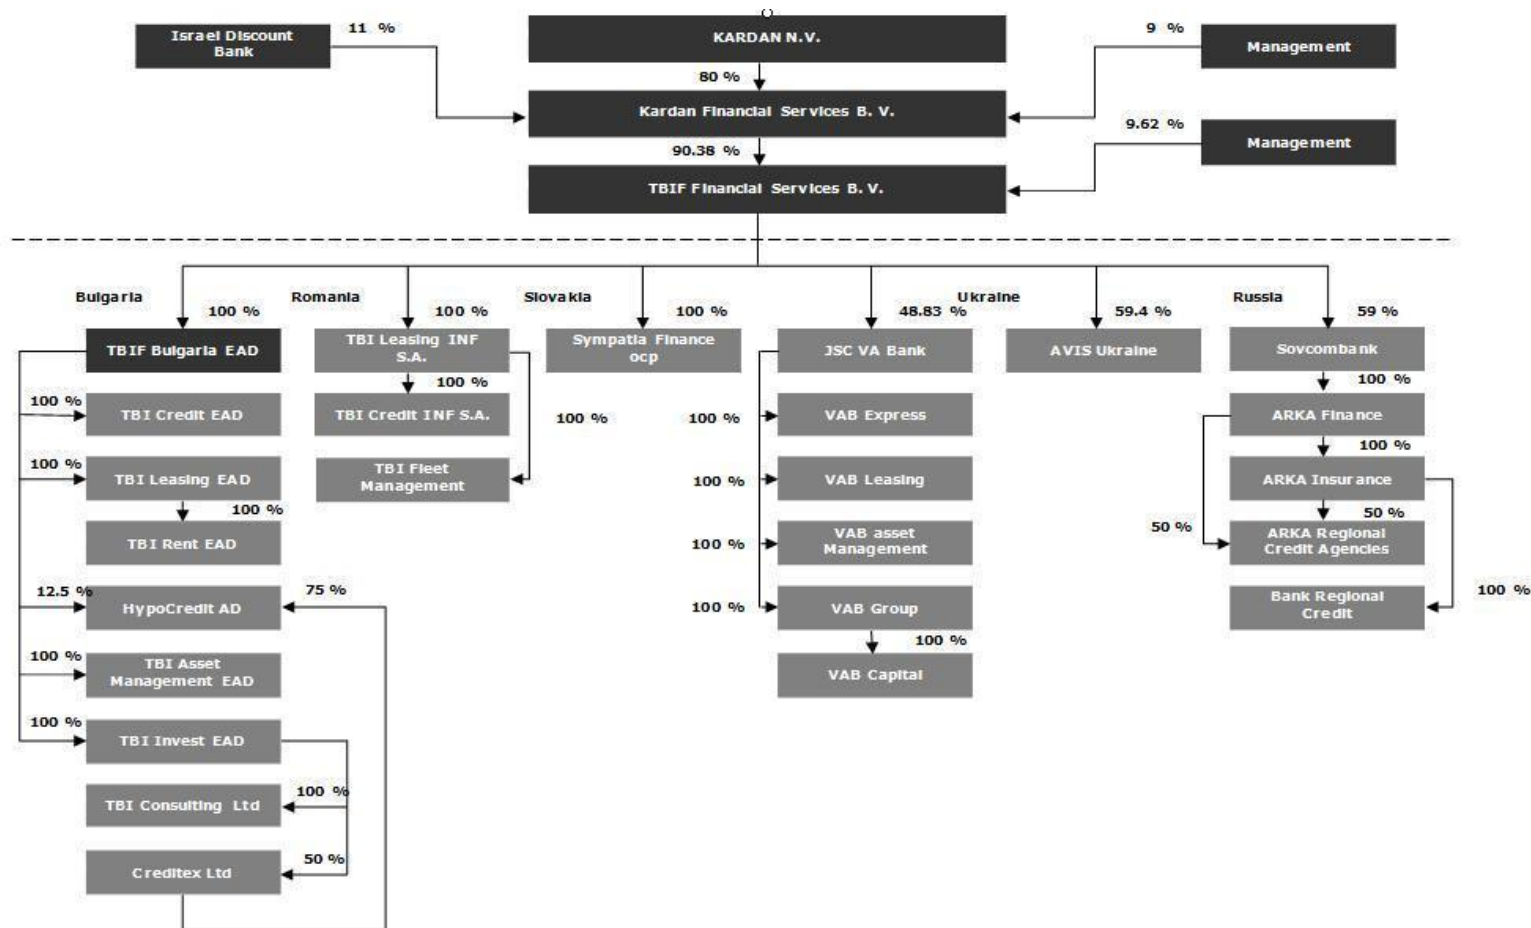 Israel Discount
Bank
11 %
KARDAN N.V.
9 %
Management
80 %
Kardan Financial Services B. V.
9.62 %
Management
90.38 %
TBIF Financial Services B. V.
Bulgaria
100 %
Romania
100 %
Slovakia
100 %
48.83 %
Ukraine
59.4 %
Russia
59 %
TBIF Bulgaria EAD
TBI Leasing INF
S.A.
Sympatia Finance
ocp
JSC VA Bank
AVIS Ukraine
Sovcombank
100 %
100 %
100 %
TBI Credit EAD
TBI Credit INF S.A.
100 %
100 %
VAB Express
ARKA Finance
100 %
100 %
TBI Leasing EAD
TBI Fleet
Management
100 %
VAB Leasing
ARKA Insurance
100 %
50 %
TBI Rent EAD
100 %
VAB asset
Management
50 %
ARKA Regional
Credit Agencies
12.5 %
HypoCredit AD
75 %
100 %
VAB Group
Bank Regional
Credit
100 %
100 %
100 %
TBI Asset
Management EAD
VAB Capital
100 %
TBI Invest EAD
TBI Consulting Ltd
100 %
Creditex Ltd
50 %